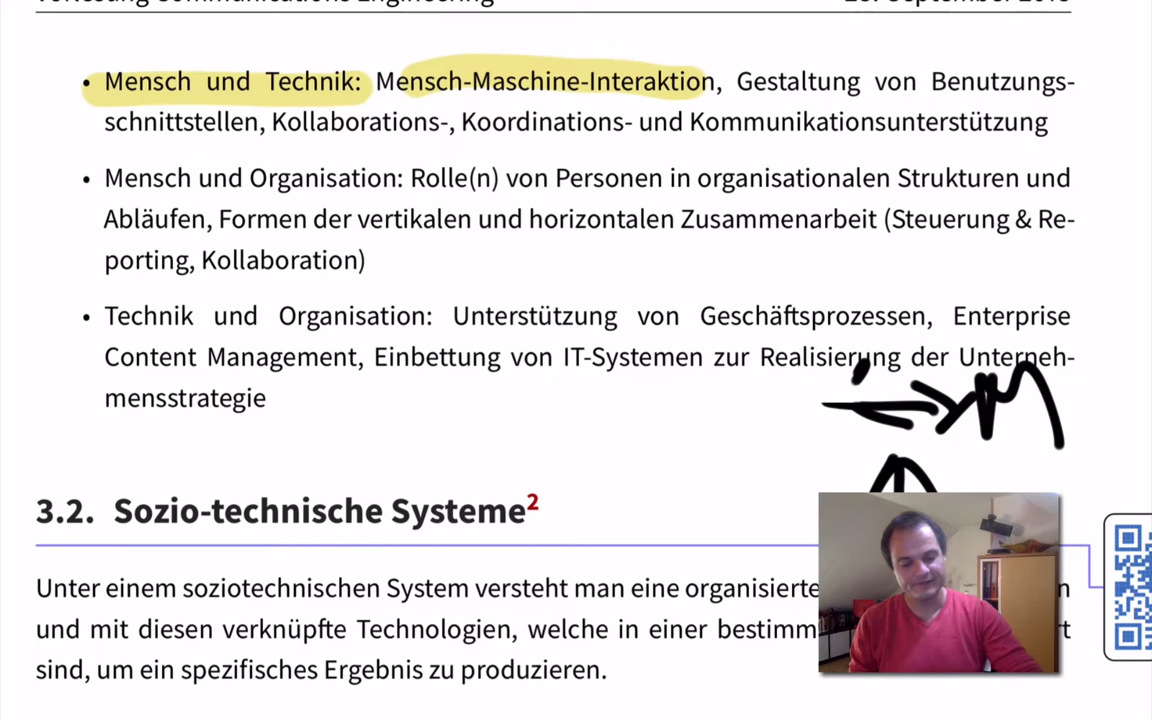 • Mensch und Technik: Mensch-Maschine-Interaktion, Gestaltung von Benutzungs-
schnittstellen, Kollaborations-, Koordinations- und Kommunikationsunterstützung
• Mensch und Organisation: Rolle(n) von Personen in organisationalen Strukturen und
Abläufen, Formen der vertikalen und horizontalen Zusammenarbeit (Steuerung & Re-
porting, Kollaboration)
• Technik und Organisation: Unterstützung von Geschäftsprozessen, Enterprise
Content Management, Einbettung von IT-Systemen zur Realisierung der Unterneh-
mensstrategie
M
3.2. Sozio-technische Systeme2
Unter einem soziotechnischen System versteht man eine organisierte
und mit diesen verknüpfte Technologien, welche in einer
sind, um ein spezifisches Ergebnis zu produzieren.